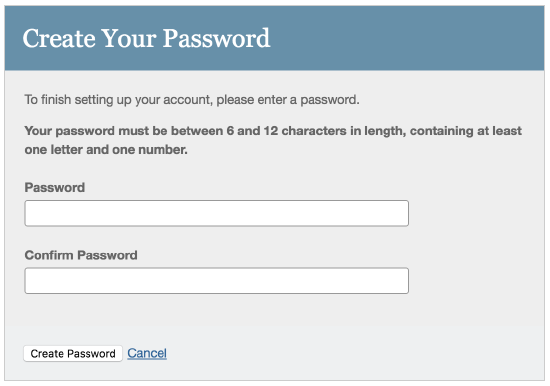 Create Your Password
To finish setting up your account, please enter a password.
Your password must be between 6 and 12 characters in length, containing at least
one letter and one number.
Password
Confirm Password
Create Password Cancel